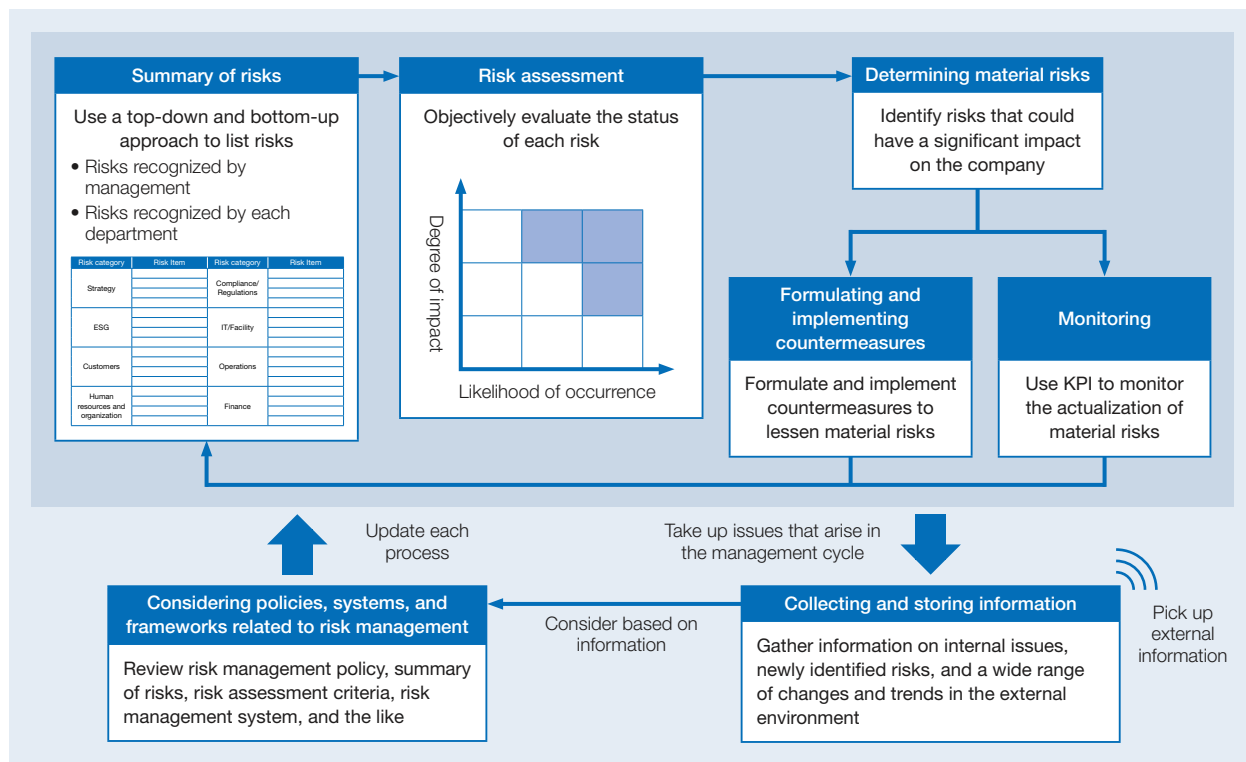 Summary of risks
Use a top-down and bottom-up
approach to list risks
• Risks recognized by
management
• Risks recognized by each
department
Risk category Risk Item Risk category Risk Item
Strategy
Compliance/
Regulations
ESG
IT/Facility
Customers
Operations
Human
resources and
organization
Finance
Risk assessment
Objectively evaluate the status
of each risk
Degree of impact
Likelihood of occurrence
Determining material risks
Identify risks that could
have a significant impact
on the company
Formulating and
implementing
countermeasures
Formulate and implement
countermeasures to
lessen material risks
Monitoring
Use KPI to monitor
the actualization of
material risks
Update each
process
Take up issues that arise in
the management cycle
Considering policies, systems, and
frameworks related to risk management
Review risk management policy, summary
of risks, risk assessment criteria, risk
management system, and the like
Consider based on
information
Collecting and storing information
Gather information on internal issues,
newly identified risks, and a wide range
of changes and trends in the external
environment
Pick up
external
information